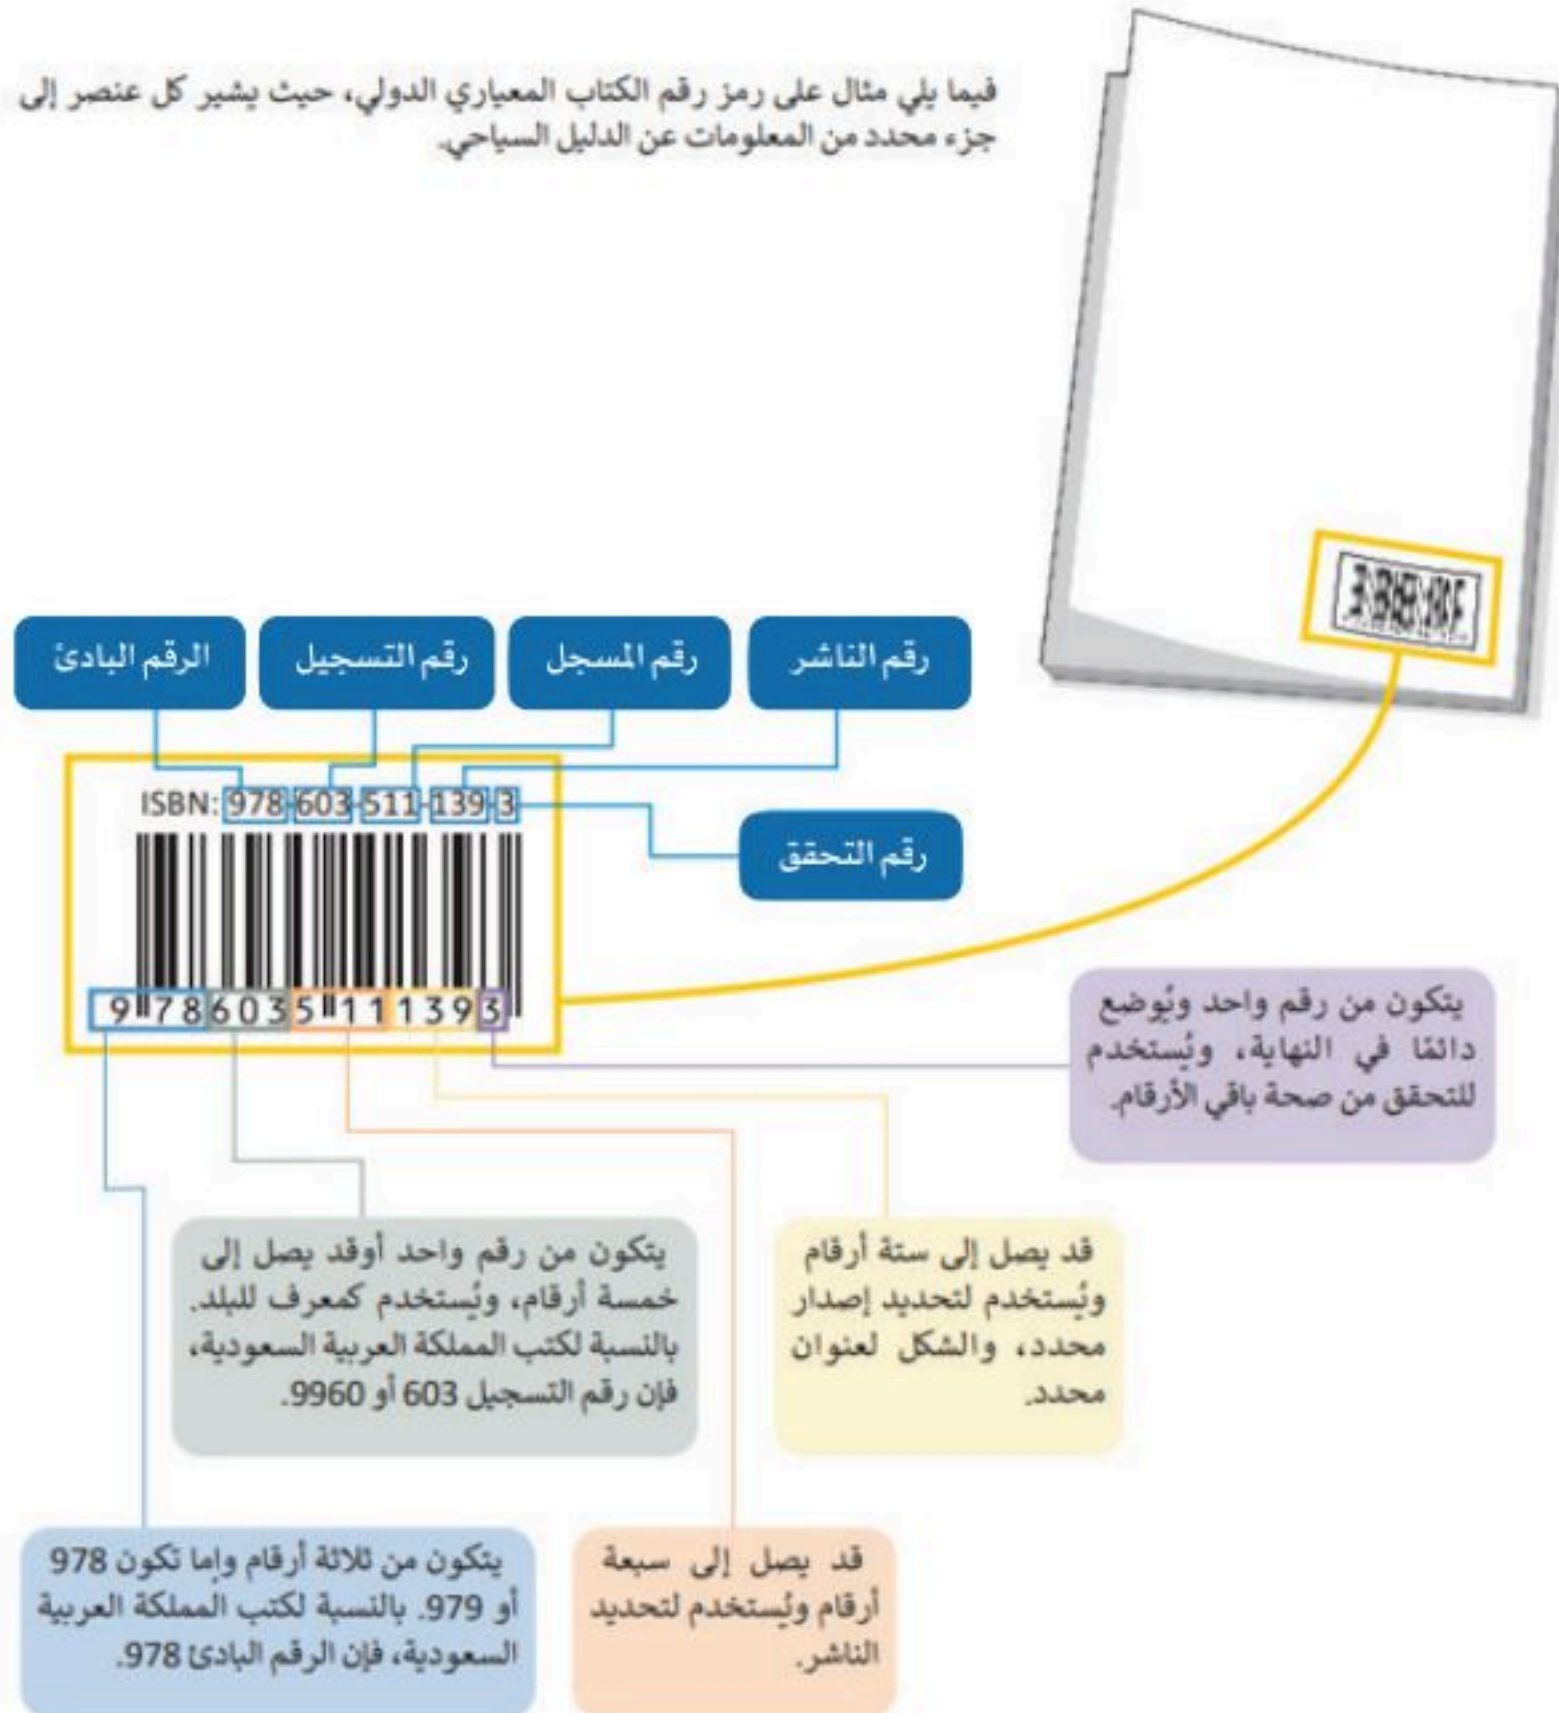 فيما يلي مثال على رمز رقم الكتاب المعياري الدولي، حيث يشير كل عنصر إلى
جزء محدد من المعلومات عن الدليل السياحي.
رقم الناشر
رقم المسجل
رقم التسجيل
الرقم البادئ
ISBN: 978-603-511-139-3
رقم التحقق
9 78603511139 3
يتكون من رقم واحد ويُوضع
دائمًا في النهاية، ويُستخدم
للتحقق من صحة باقي الأرقام.
قد يصل إلى ستة أرقام
ويُستخدم لتحديد إصدار
محدد، والشكل لعنوان
محدد.
يتكون من رقم واحد أوقد يصل إلى
خمسة أرقام، ويُستخدم كمعرف للبلد.
بالنسبة لكتب المملكة العربية السعودية،
فإن رقم التسجيل 603 أو 9960.
قد يصل إلى سبعة
أرقام ويُستخدم لتحديد
الناشر.
يتكون من ثلاثة أرقام وإما تكون 978
أو 979. بالنسبة لكتب المملكة العربية
السعودية، فإن الرقم البادئ 978.